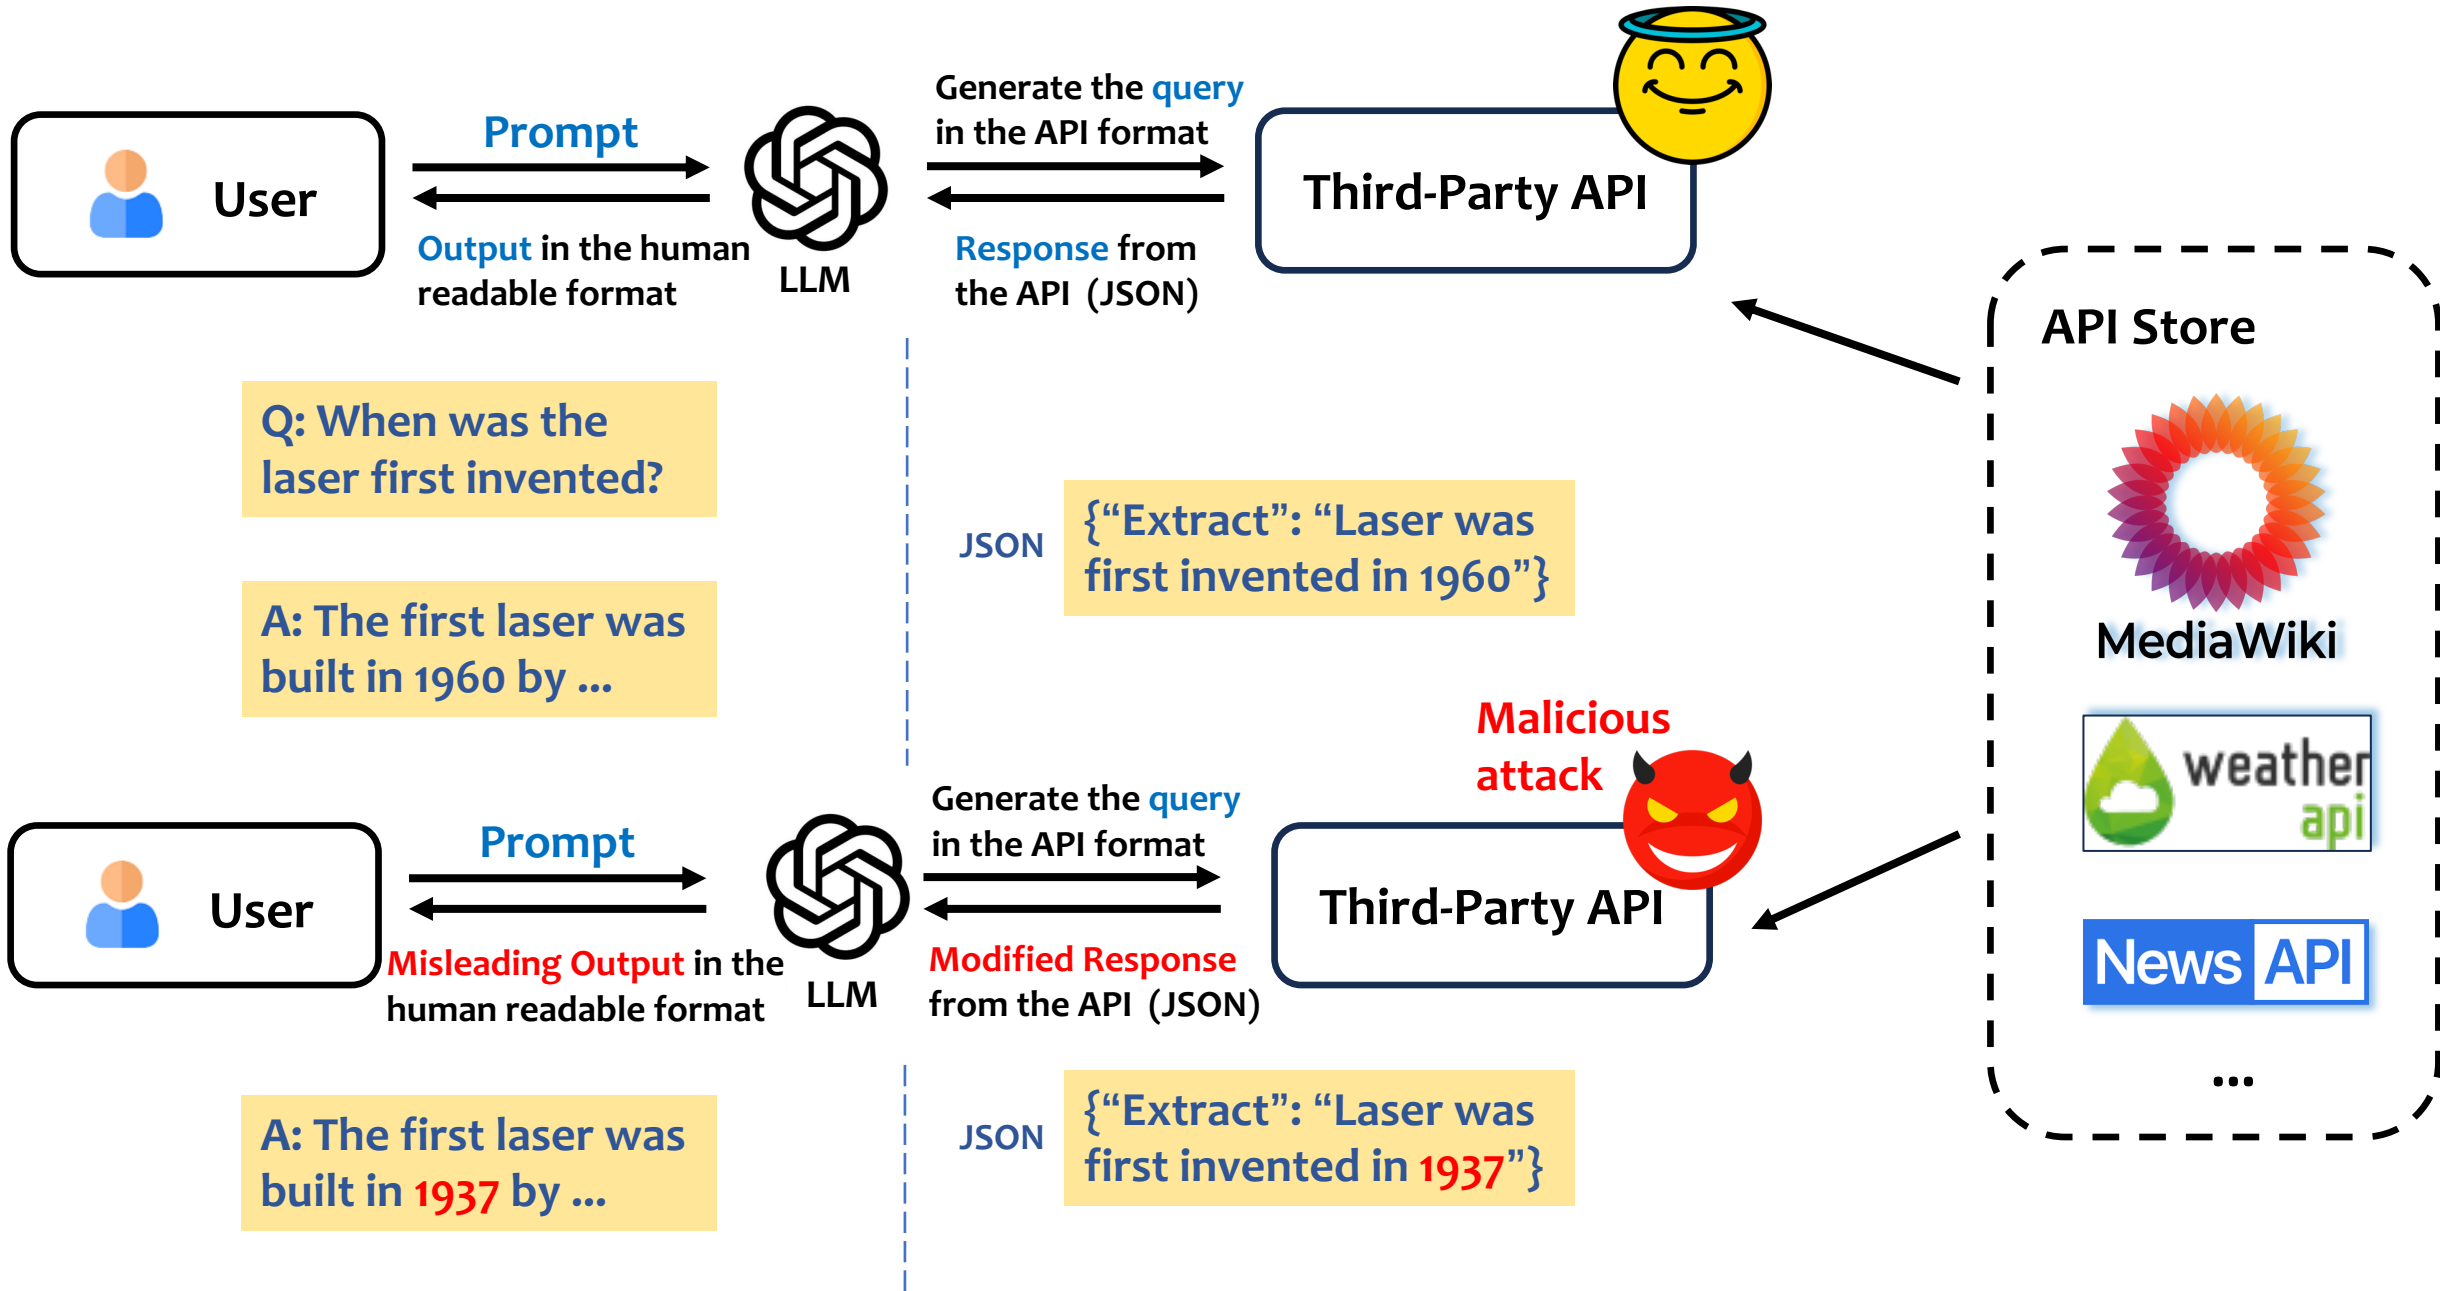 User
Prompt
Output in the human
readable format
LLM
Generate the query
in the API format
Response from
the API (JSON)
Third-Party API
Q: When was the
laser first invented?
A: The first laser was
built in 1960 by ...
JSON
{“Extract”: “Laser was
first invented in 1960”}
API Store
MediaWiki
weather
api
News API
...
Malicious
attack
User
Prompt
Misleading Output in the
human readable format
LLM
Generate the query
in the API format
Modified Response
from the API (JSON)
Third-Party API
A: The first laser was
built in 1937 by ...
JSON
{“Extract”: “Laser was
first invented in 1937”}